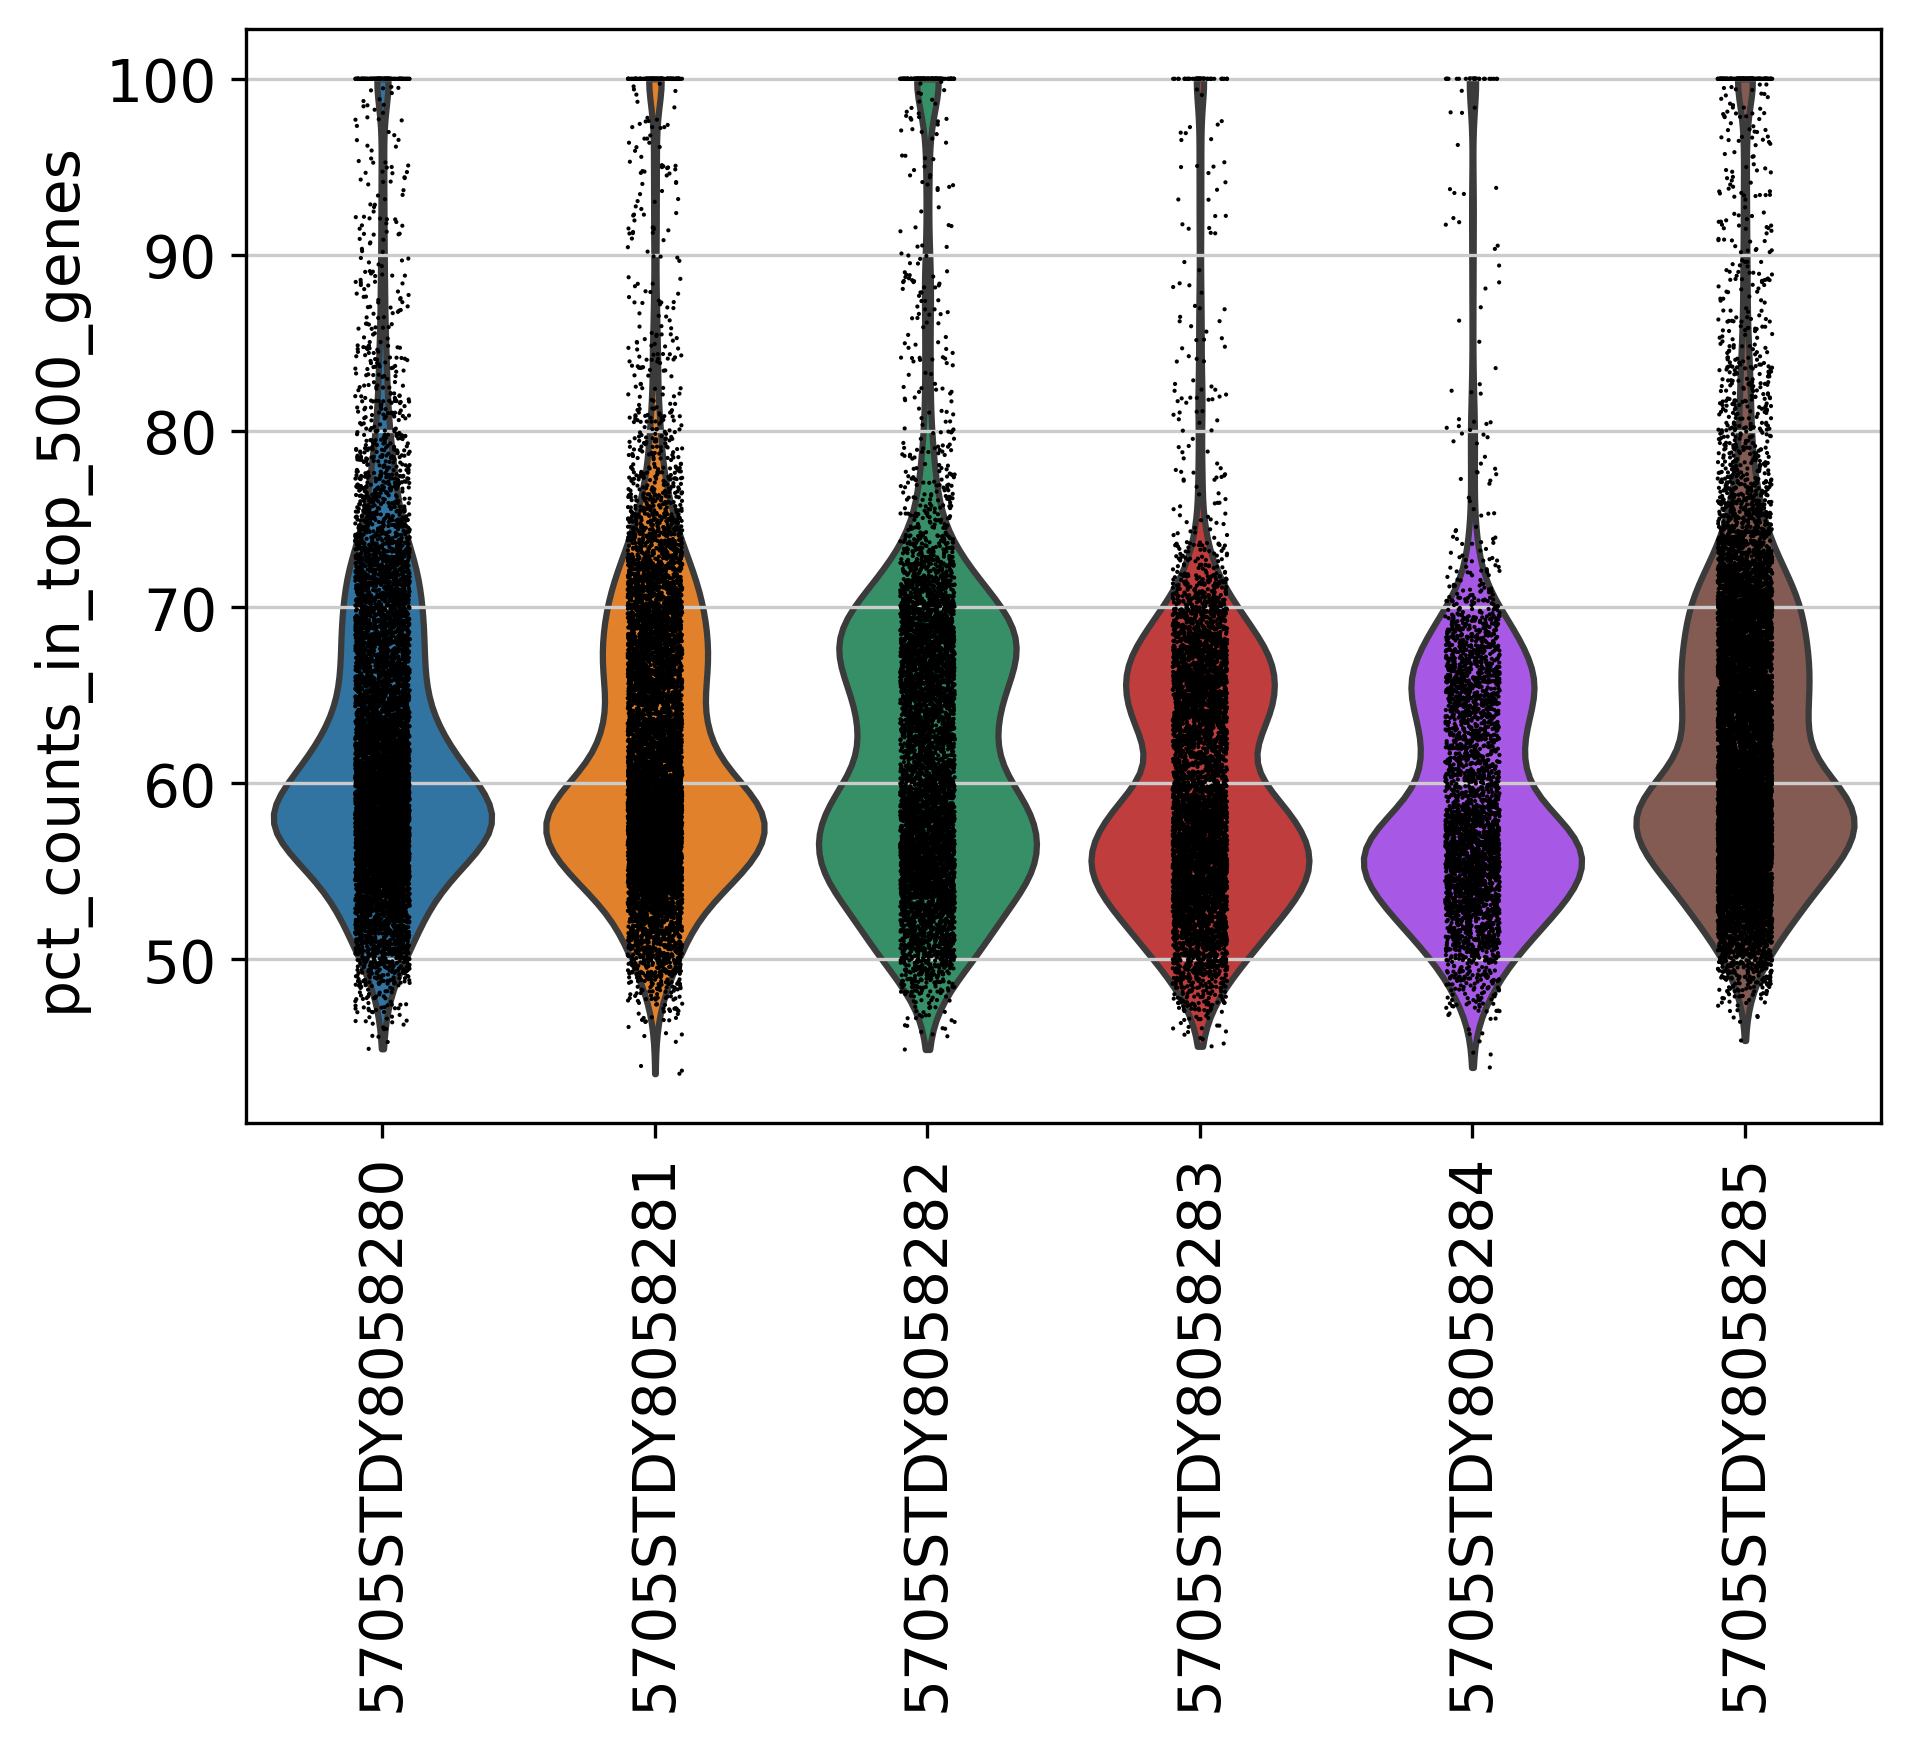 pct_counts_in_top_500_genes
100
90
80
70
60
50
5705STDY8058280
5705STDY8058281
5705STDY8058282
5705STDY8058283
5705STDY8058284
5705STDY8058285